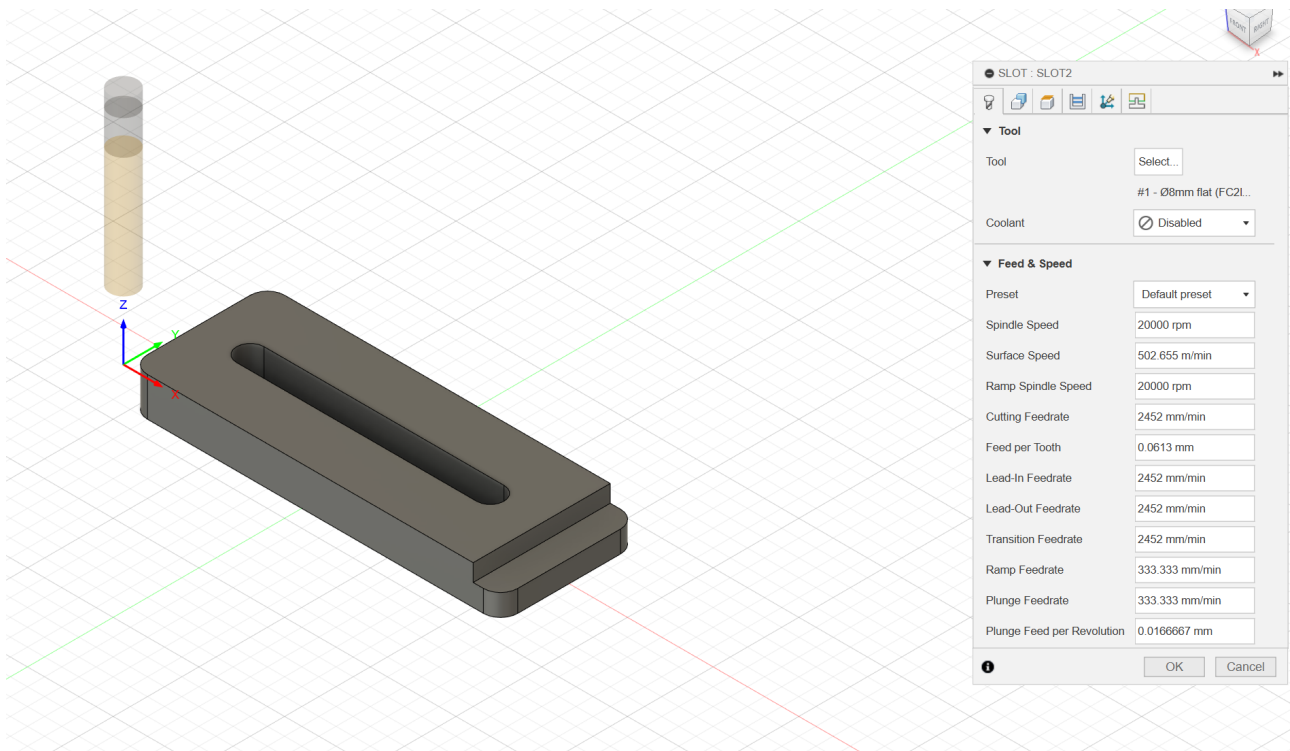 FRONT RIGHT
X
SLOT : SLOT2
Tool
Tool Select...
#1 - Ø8mm flat (FC2l...
Coolant Disabled
Feed & Speed
Preset Default preset
Spindle Speed 20000 rpm
Surface Speed 502.655 m/min
Ramp Spindle Speed 20000 rpm
Cutting Feedrate 2452 mm/min
Feed per Tooth 0.0613 mm
Lead-In Feedrate 2452 mm/min
Lead-Out Feedrate 2452 mm/min
Transition Feedrate 2452 mm/min
Ramp Feedrate 333.333 mm/min
Plunge Feedrate 333.333 mm/min
Plunge Feed per Revolution 0.0166667 mm
OK Cancel
Z
Y
X